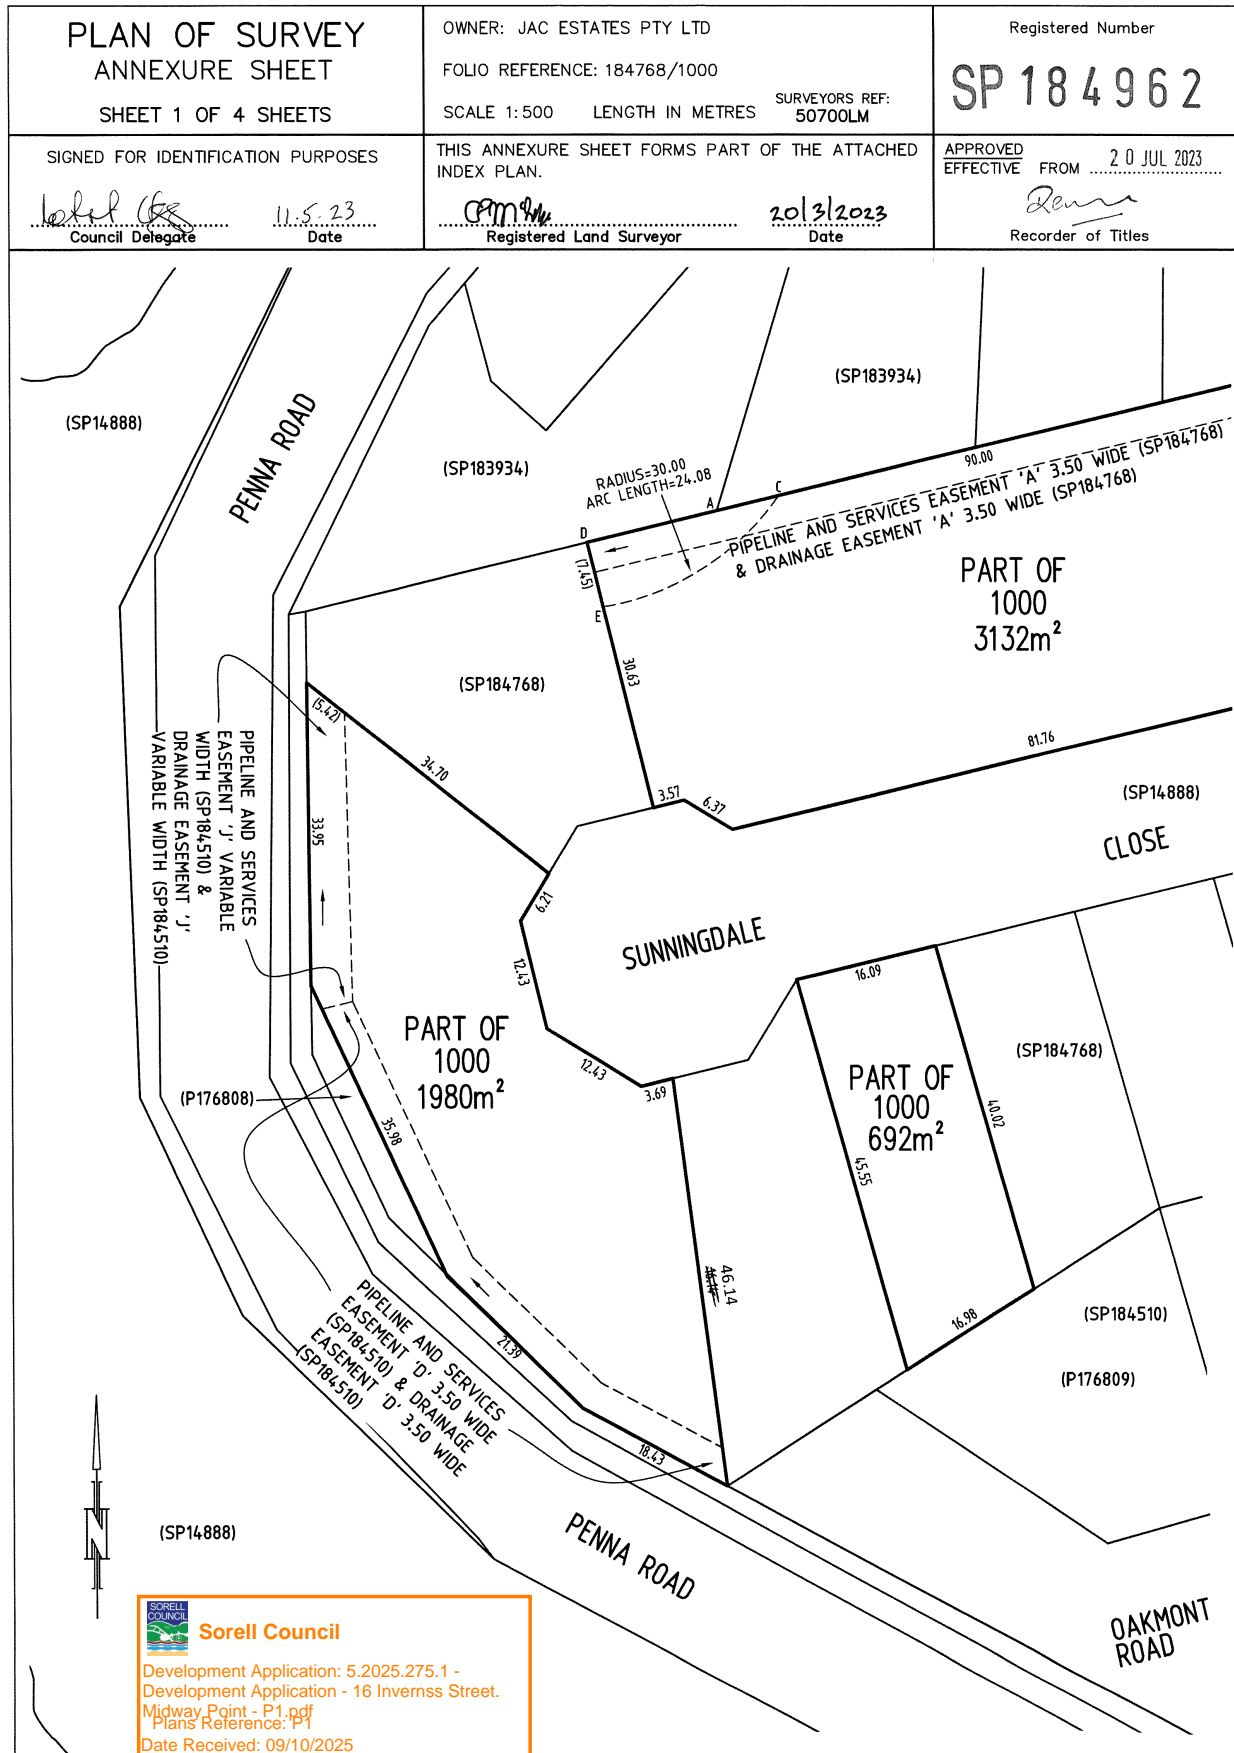 PLAN OF SURVEY
ANNEXURE SHEET
SHEET 1 OF 4 SHEETS
OWNER: JAC ESTATES PTY LTD
FOLIO REFERENCE: 184768/1000
SCALE 1:500 LENGTH IN METRES SURVEYORS REF: 50700LM
Registered Number
SP184962
SIGNED FOR IDENTIFICATION PURPOSES
11.5.23
Council Delegate Date
THIS ANNEXURE SHEET FORMS PART OF THE ATTACHED
INDEX PLAN.
20/3/2023
Registered Land Surveyor Date
APPROVED
EFFECTIVE FROM 20 JUL 2023
Recorder of Titles
(SP14888)
PENNA ROAD
(SP183934)
(SP183934)
RADIUS=30.00
ARC LENGTH=24.08
D
A
C
E
90.00
PIPELINE AND SERVICES EASEMENT 'A' 3.50 WIDE (SP184768)
& DRAINAGE EASEMENT 'A' 3.50 WIDE (SP184768)
(7.45)
30.63
PART OF
1000
3132m²
(SP184768)
(5.42)
34.70
3.57
6.37
81.76
(SP14888)
CLOSE
PIPELINE AND SERVICES
EASEMENT 'J' VARIABLE
WIDTH (SP184510) &
DRAINAGE EASEMENT 'J'
VARIABLE WIDTH (SP184510)
33.95
6.21
12.43
SUNNINGDALE
16.09
PART OF
1000
1980m²
12.43
3.69
(P176808)
35.98
PART OF
1000
692m²
(SP184768)
40.02
45.55
46.14
46.14
16.98
(SP184510)
(P176809)
PIPELINE AND SERVICES
EASEMENT 'D' 3.50 WIDE
(SP184510) & DRAINAGE
EASEMENT 'D' 3.50 WIDE
(SP184510)
21.39
18.43
N
(SP14888)
PENNA ROAD
OAKMONT
ROAD
SORELL
COUNCIL
Sorell Council
Development Application: 5.2025.275.1 -
Development Application - 16 Invernss Street.
Midway Point - P1.pdf
Plans Reference: P1
Date Received: 09/10/2025